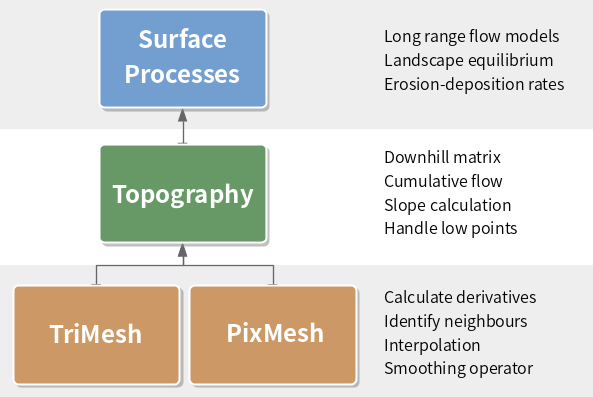 Surface
Processes
Long range flow models
Landscape equilibrium
Erosion-deposition rates
Topography
Downhill matrix
Cumulative flow
Slope calculation
Handle low points
TriMesh
PixMesh
Calculate derivatives
Identify neighbours
Interpolation
Smoothing operator